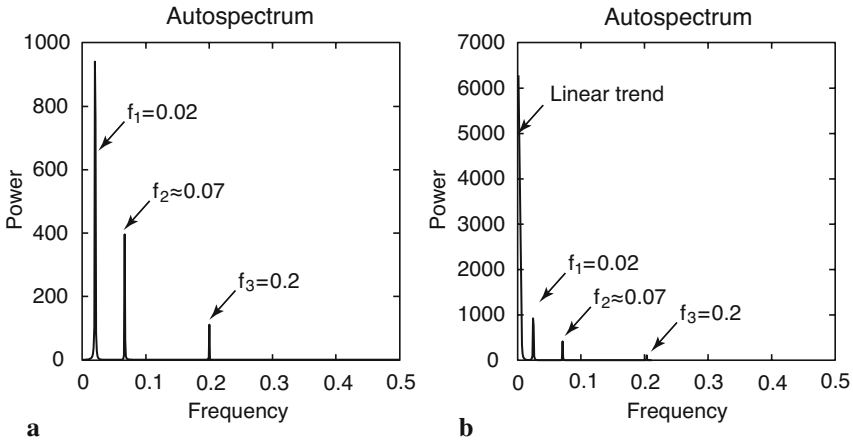 Autospectrum
1000
800
600
400
200
0
Power
f₁=0.02
f₂≈0.07
f₃=0.2
0 0.1 0.2 0.3 0.4 0.5
Frequency
a
Autospectrum
7000
6000
5000
4000
3000
2000
1000
0
Power
Linear trend
f₁=0.02
f₂≈0.07
f₃=0.2
0 0.1 0.2 0.3 0.4 0.5
Frequency
b